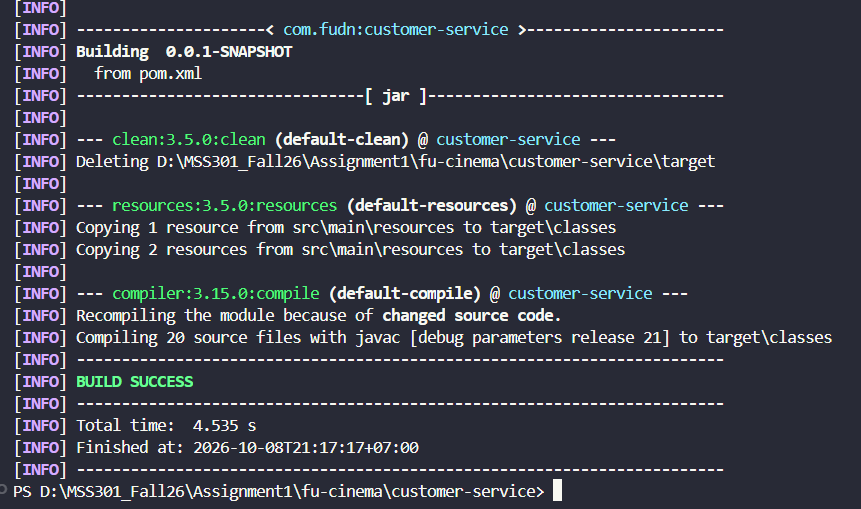 [INFO]
[INFO] ---------------------< com.fudn:customer-service >----------------------
[INFO] Building  0.0.1-SNAPSHOT
[INFO]   from pom.xml
[INFO] --------------------------------[ jar ]---------------------------------
[INFO]
[INFO] --- clean:3.5.0:clean (default-clean) @ customer-service ---
[INFO] Deleting D:\MSS301_Fall26\Assignment1\fu-cinema\customer-service\target
[INFO]
[INFO] --- resources:3.5.0:resources (default-resources) @ customer-service ---
[INFO] Copying 1 resource from src\main\resources to target\classes
[INFO] Copying 2 resources from src\main\resources to target\classes
[INFO]
[INFO] --- compiler:3.15.0:compile (default-compile) @ customer-service ---
[INFO] Recompiling the module because of changed source code.
[INFO] Compiling 20 source files with javac [debug parameters release 21] to target\classes
[INFO] ------------------------------------------------------------------------
[INFO] BUILD SUCCESS
[INFO] ------------------------------------------------------------------------
[INFO] Total time:  4.535 s
[INFO] Finished at: 2026-10-08T21:17:17+07:00
[INFO] ------------------------------------------------------------------------
PS D:\MSS301_Fall26\Assignment1\fu-cinema\customer-service>